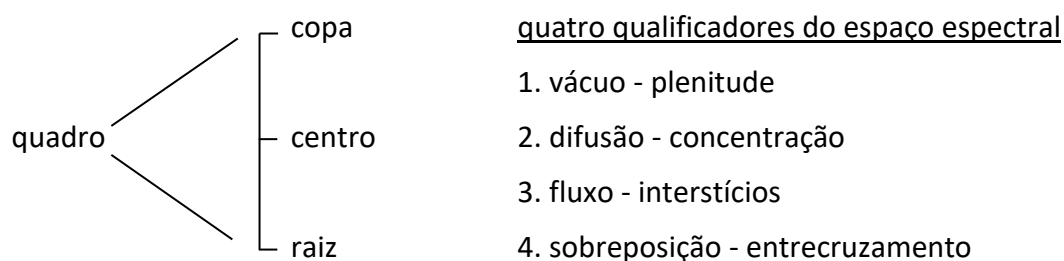 copa
quadro
centro
raiz
quatro qualificadores do espaço espectral
1. vácuo - plenitude
2. difusão - concentração
3. fluxo - interstícios
4. sobreposição - entrecruzamento